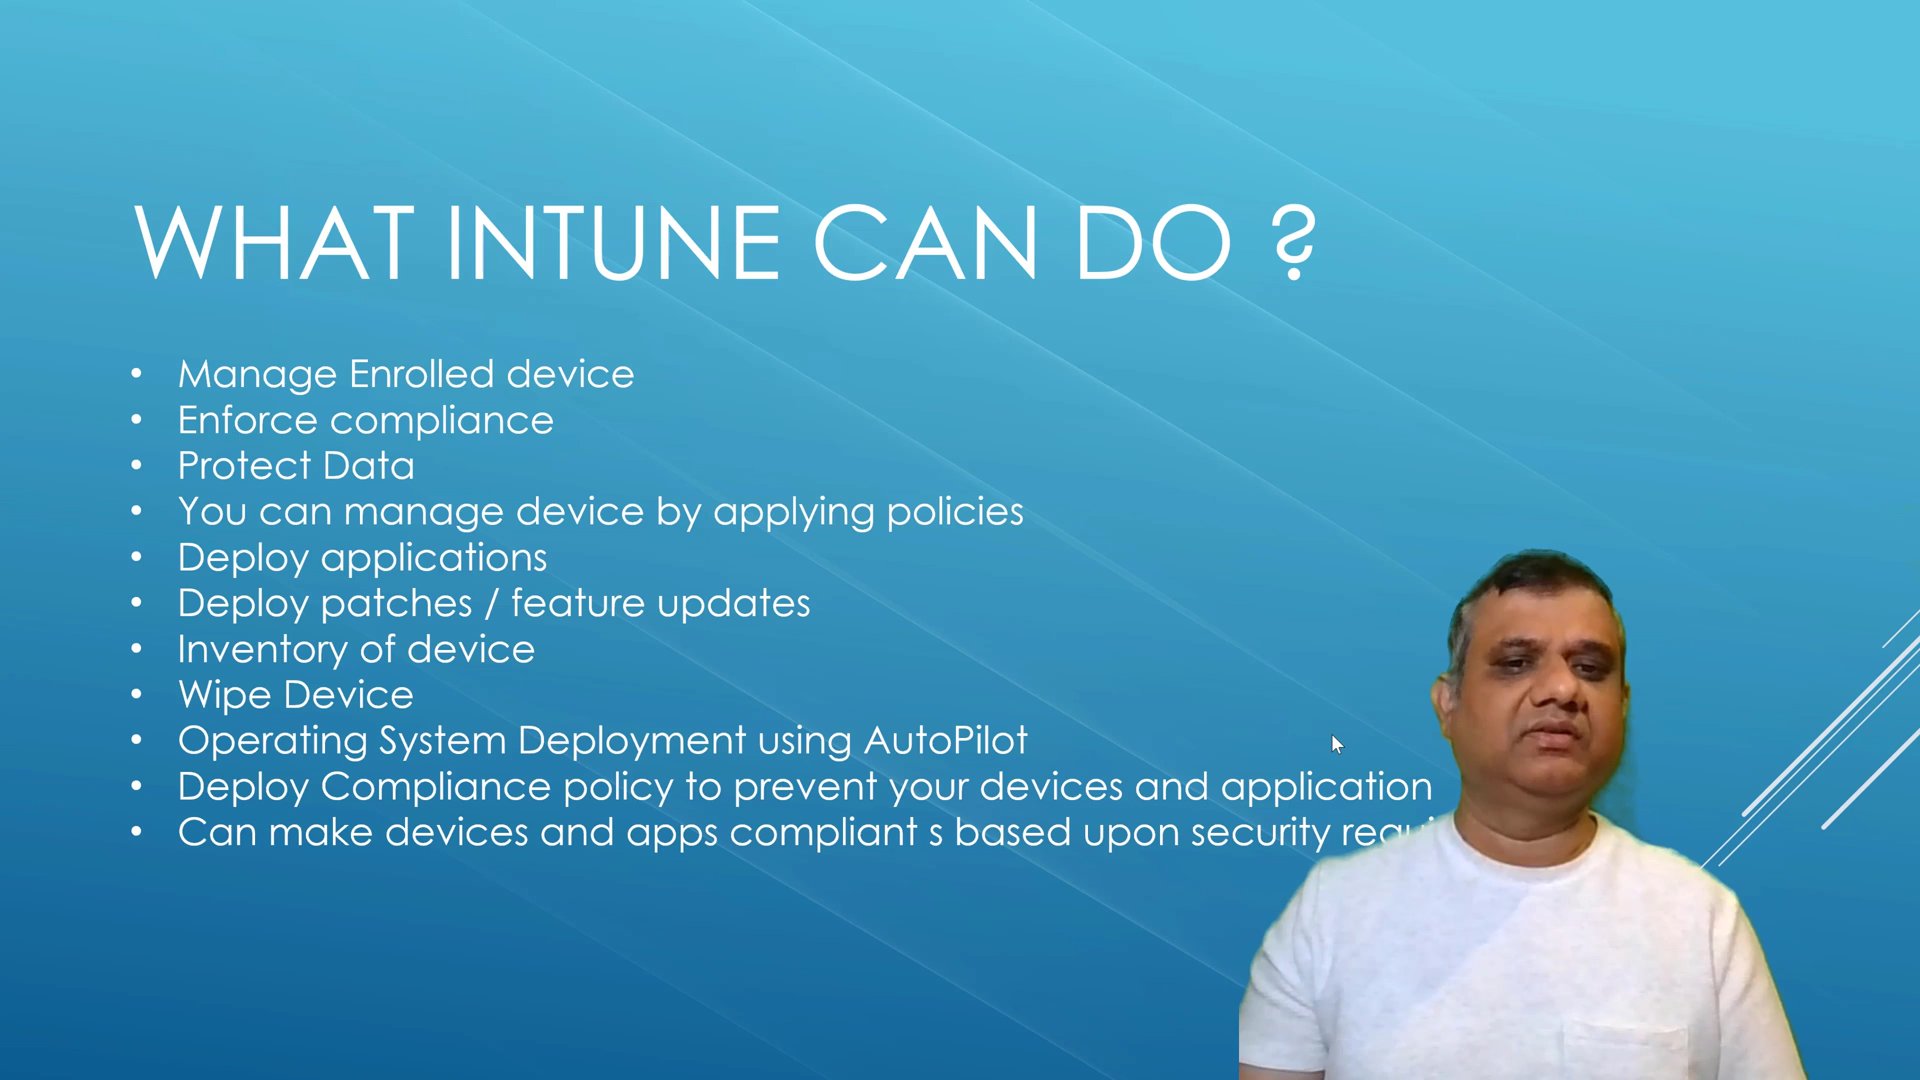 WHAT INTUNE CAN DO ?
• Manage Enrolled device
• Enforce compliance
• Protect Data
• You can manage device by applying policies
• Deploy applications
• Deploy patches / feature updates
• Inventory of device
• Wipe Device
• Operating System Deployment using AutoPilot
• Deploy Compliance policy to prevent your devices and application
• Can make devices and apps compliant s based upon security